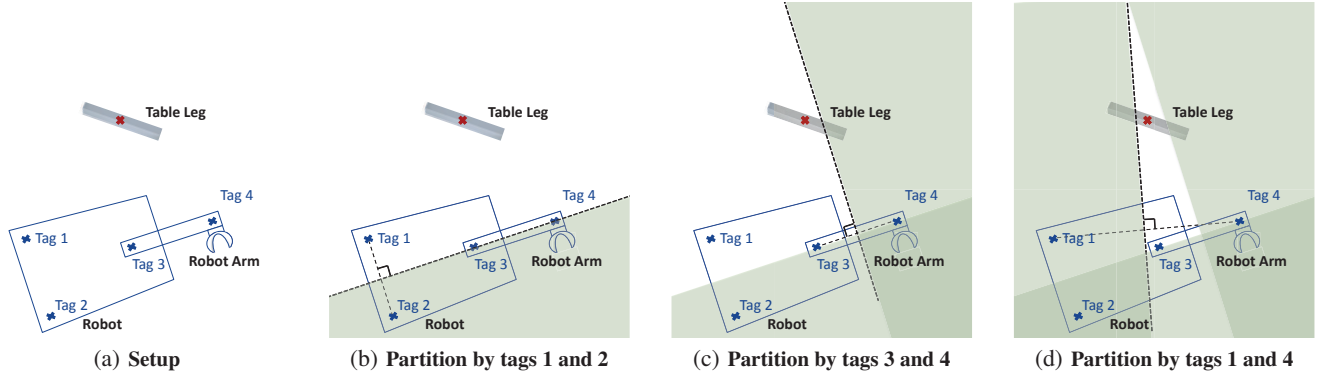 Table Leg
Tag 4
Tag 1
Tag 3
Robot Arm
Tag 2
Robot
(a) Setup
Table Leg
Tag 4
Tag 1
Tag 3
Robot Arm
Tag 2
Robot
(b) Partition by tags 1 and 2
Table Leg
Tag 4
Tag 1
Tag 3
Robot Arm
Tag 2
Robot
(c) Partition by tags 3 and 4
Table Leg
Tag 4
Tag 1
Tag 3
Robot Arm
Tag 2
Robot
(d) Partition by tags 1 and 4